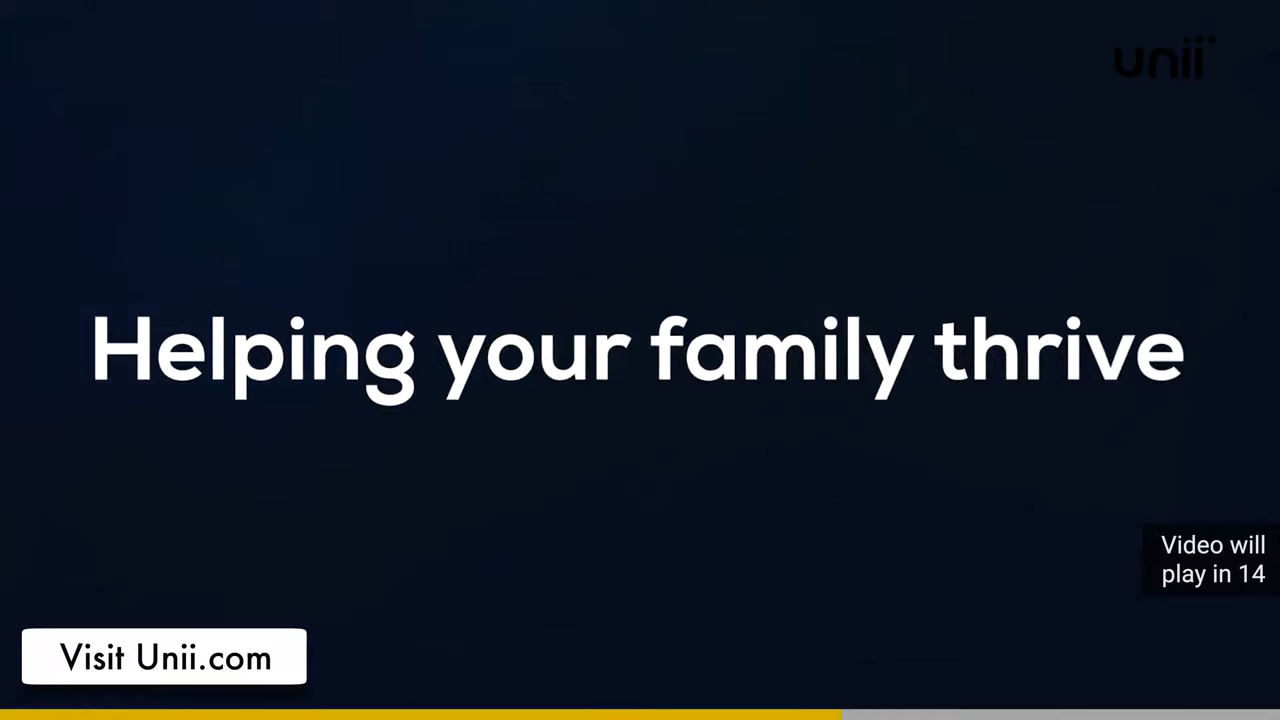 unii
Helping your family thrive
Video will
play in 14
Visit Unii.com